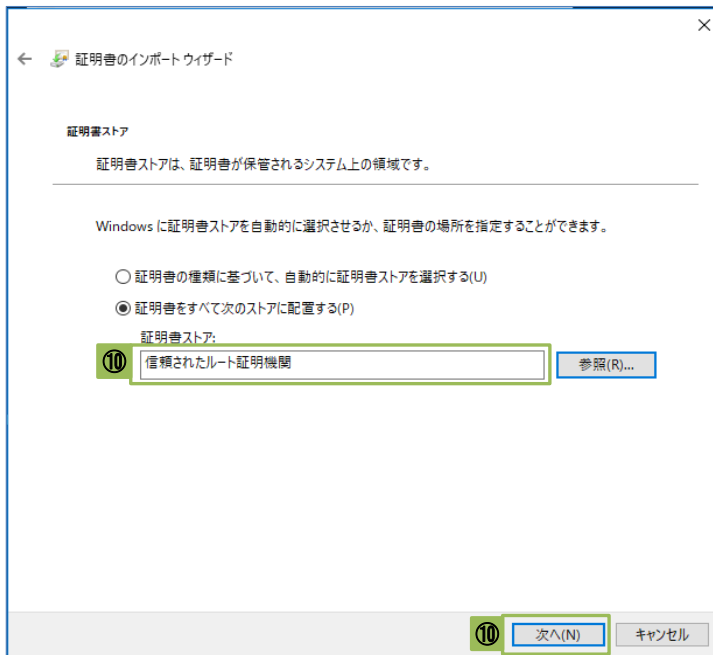 証明書のインポート ウィザード
証明書ストア
証明書ストアは、証明書が保管されるシステム上の領域です。
Windows に証明書ストアを自動的に選択させるか、証明書の場所を指定することができます。
証明書の種類に基づいて、自動的に証明書ストアを選択する(U)
証明書をすべて次のストアに配置する(P)
証明書ストア:
⑩ 信頼されたルート証明機関 参照(R)...
⑩ 次へ(N) キャンセル